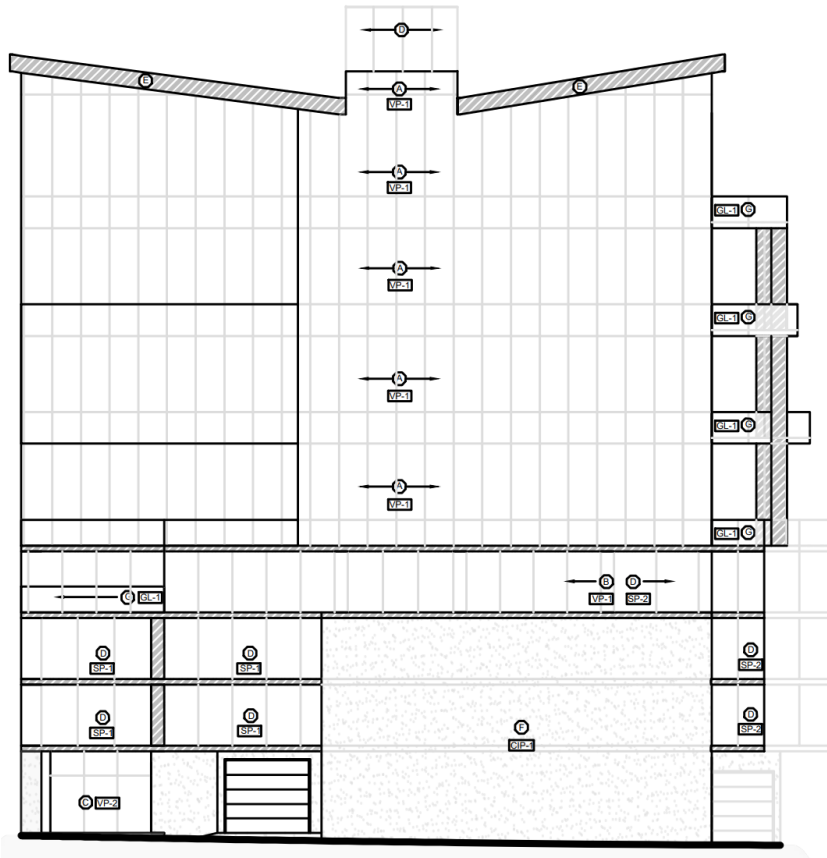 D
E
E
A
VP-1
A
VP-1
GL-1 G
A
VP-1
GL-1 G
A
VP-1
GL-1 G
A
VP-1
GL-1 G
B D
VP-1 SP-2
G GL-1
D
SP-1
D
SP-1
D
SP-2
D
SP-1
D
SP-1
D
SP-2
F
CIP-1
C VP-2